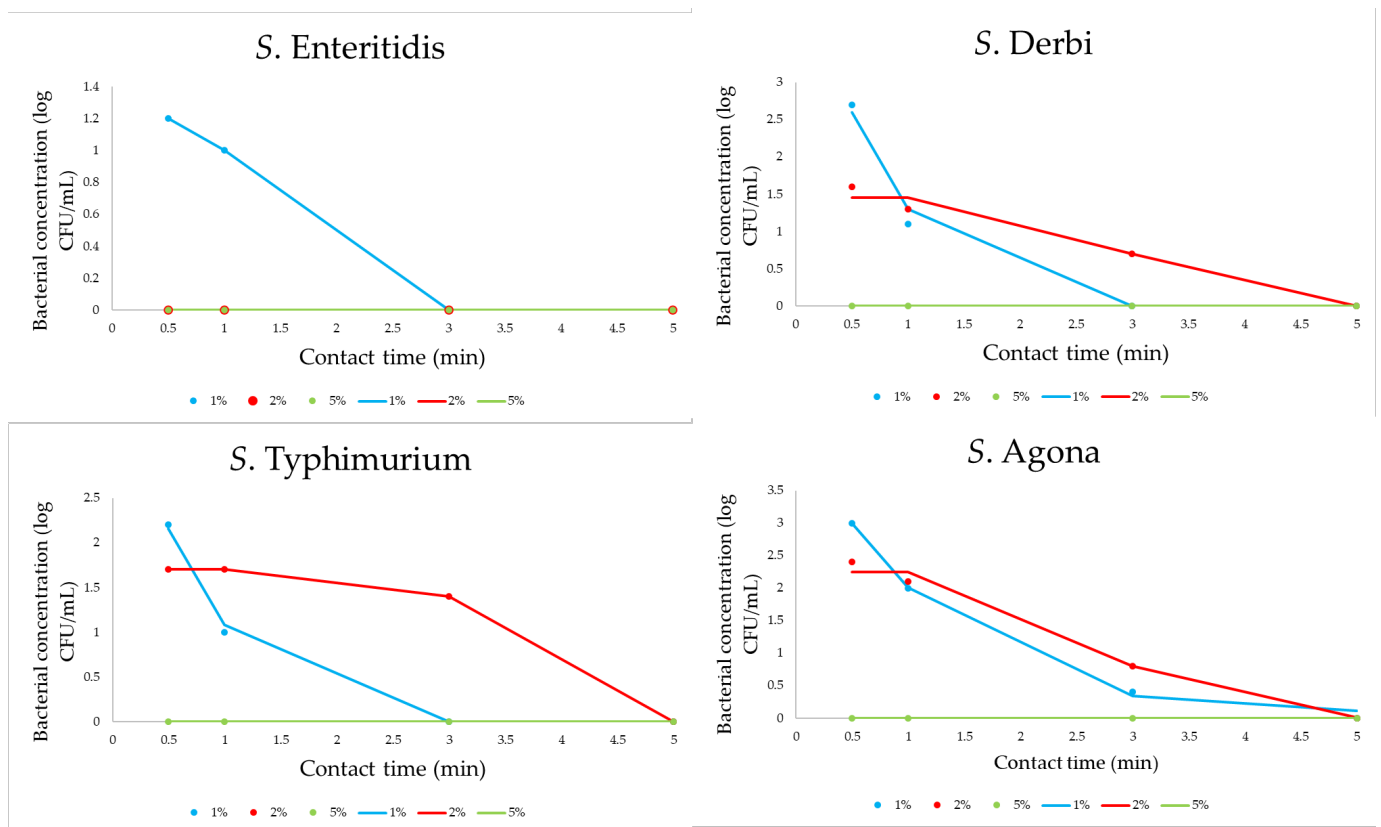 S. Enteritidis
Bacterial concentration (log
CFU/mL)
1.4
1.2
1
0.8
0.6
0.4
0.2
0
0 0.5 1 1.5 2 2.5 3 3.5 4 4.5 5
Contact time (min)
1% 2% 5% 1% 2% 5%
S. Derbi
Bacterial concentration (log
CFU/mL)
3
2.5
2
1.5
1
0.5
0
0 0.5 1 1.5 2 2.5 3 3.5 4 4.5 5
Contact time (min)
1% 2% 5% 1% 2% 5%
S. Typhimurium
Bacterial concentration (log
CFU/mL)
2.5
2
1.5
1
0.5
0
0 0.5 1 1.5 2 2.5 3 3.5 4 4.5 5
Contact time (min)
1% 2% 5% 1% 2% 5%
S. Agona
Bacterial concentration (log
CFU/mL)
3.5
3
2.5
2
1.5
1
0.5
0
0 0.5 1 1.5 2 2.5 3 3.5 4 4.5 5
Contact time (min)
1% 2% 5% 1% 2% 5%